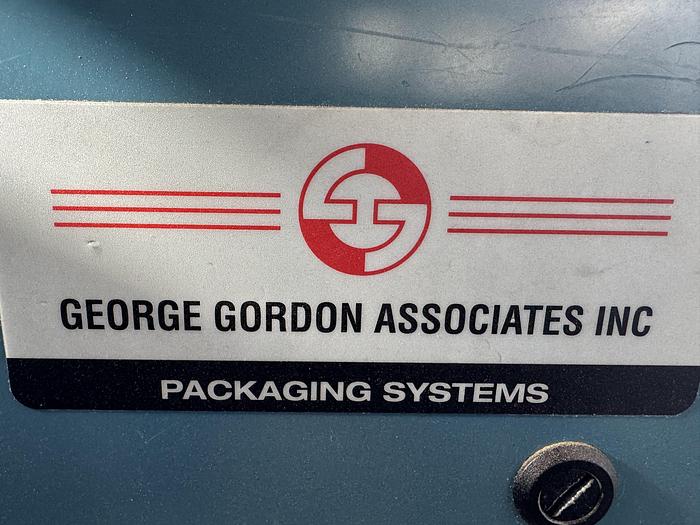 GEORGE GORDON ASSOCIATES INC
PACKAGING SYSTEMS